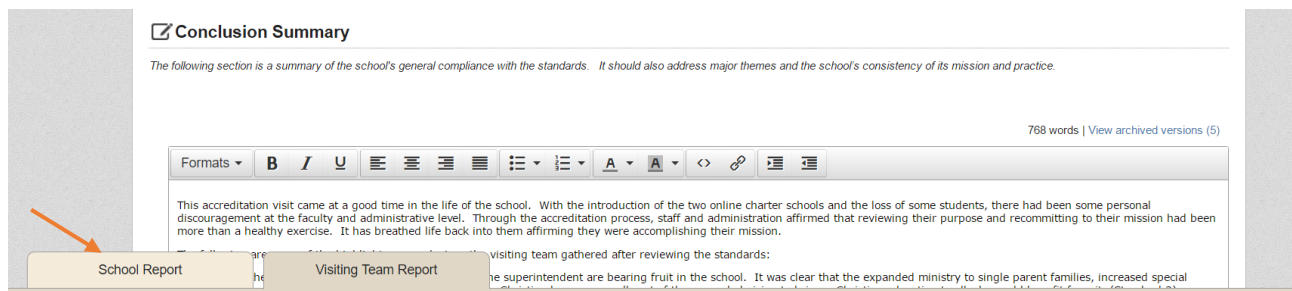 Conclusion Summary
The following section is a summary of the school's general compliance with the standards. It should also address major themes and the school's consistency of its mission and practice.
768 words | View archived versions (5)
Formats B I U A A
This accreditation visit came at a good time in the life of the school. With the introduction of the two online charter schools and the loss of some students, there had been some personal
discouragement at the faculty and administrative level. Through the accreditation process, staff and administration affirmed that reviewing their purpose and recommitting to their mission had been
more than a healthy exercise. It has breathed life back into them affirming they were accomplishing their mission.
visiting team gathered after reviewing the standards:
School Report
Visiting Team Report
the superintendent are bearing fruit in the school. It was clear that the expanded ministry to single parent families, increased special